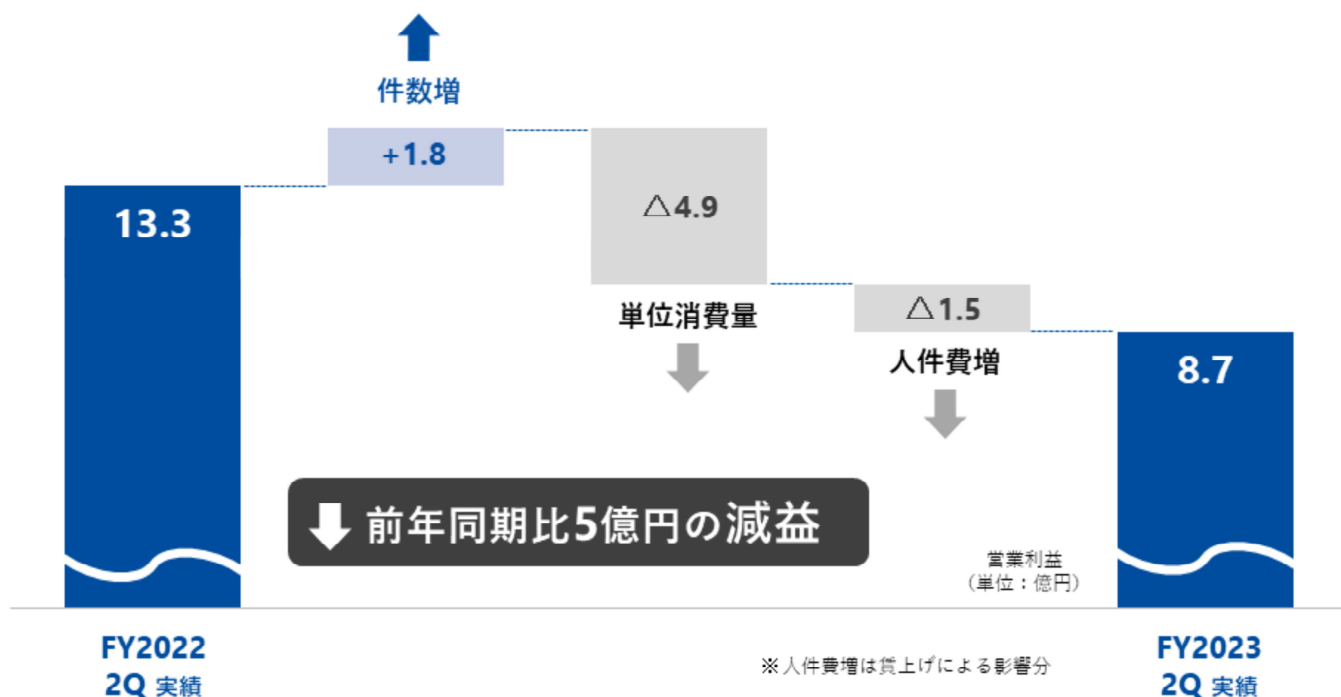 件数増
+1.8
13.3
△4.9
単位消費量
△1.5
人件費増
8.7
前年同期比5億円の減益
営業利益
（単位：億円）
FY2022
2Q 実績
※人件費増は賃上げによる影響分
FY2023
2Q 実績